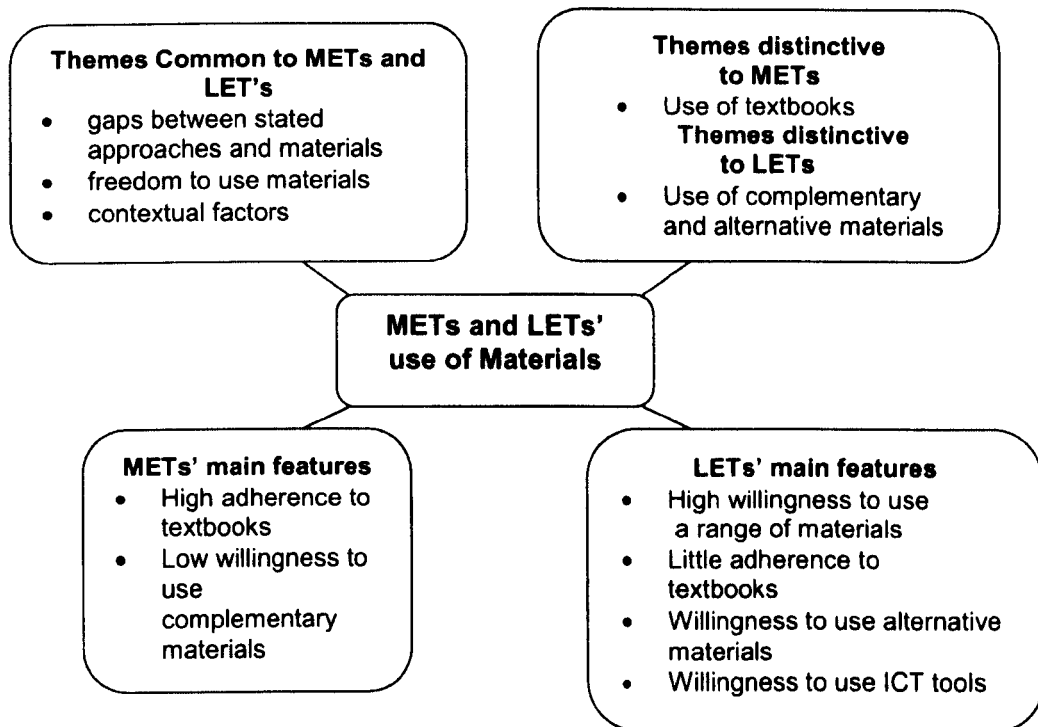 Themes Common to METs and
LET's
• gaps between stated
approaches and materials
• freedom to use materials
• contextual factors
Themes distinctive
to METs
• Use of textbooks
Themes distinctive
to LETs
• Use of complementary
and alternative materials
METs and LETs'
use of Materials
METs' main features
• High adherence to
textbooks
• Low willingness to
use
complementary
materials
LETs' main features
• High willingness to use
a range of materials
• Little adherence to
textbooks
• Willingness to use alternative
materials
• Willingness to use ICT tools